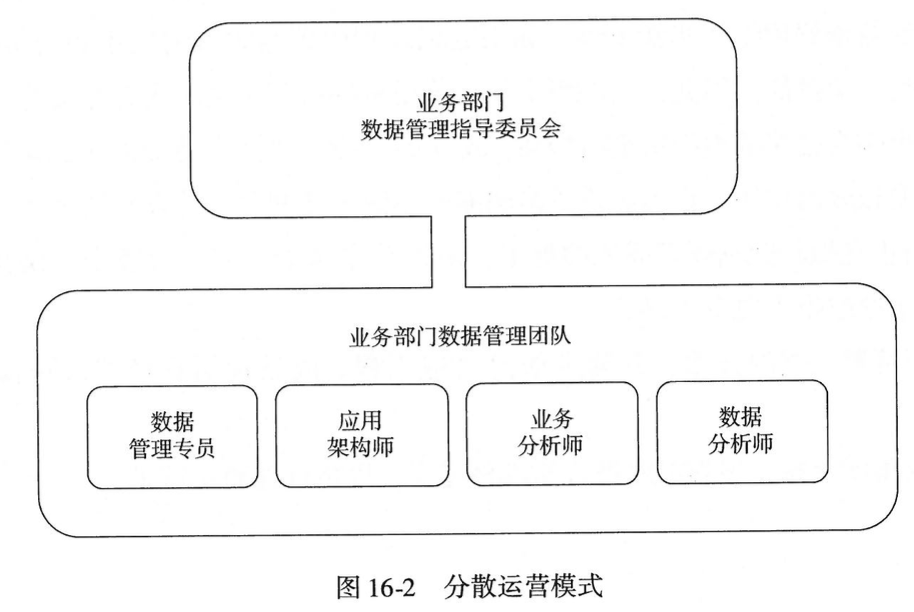 业务部门
数据管理指导委员会
业务部门数据管理团队
数据
管理专员
应用
架构师
业务
分析师
数据
分析师
图 16-2 分散运营模式